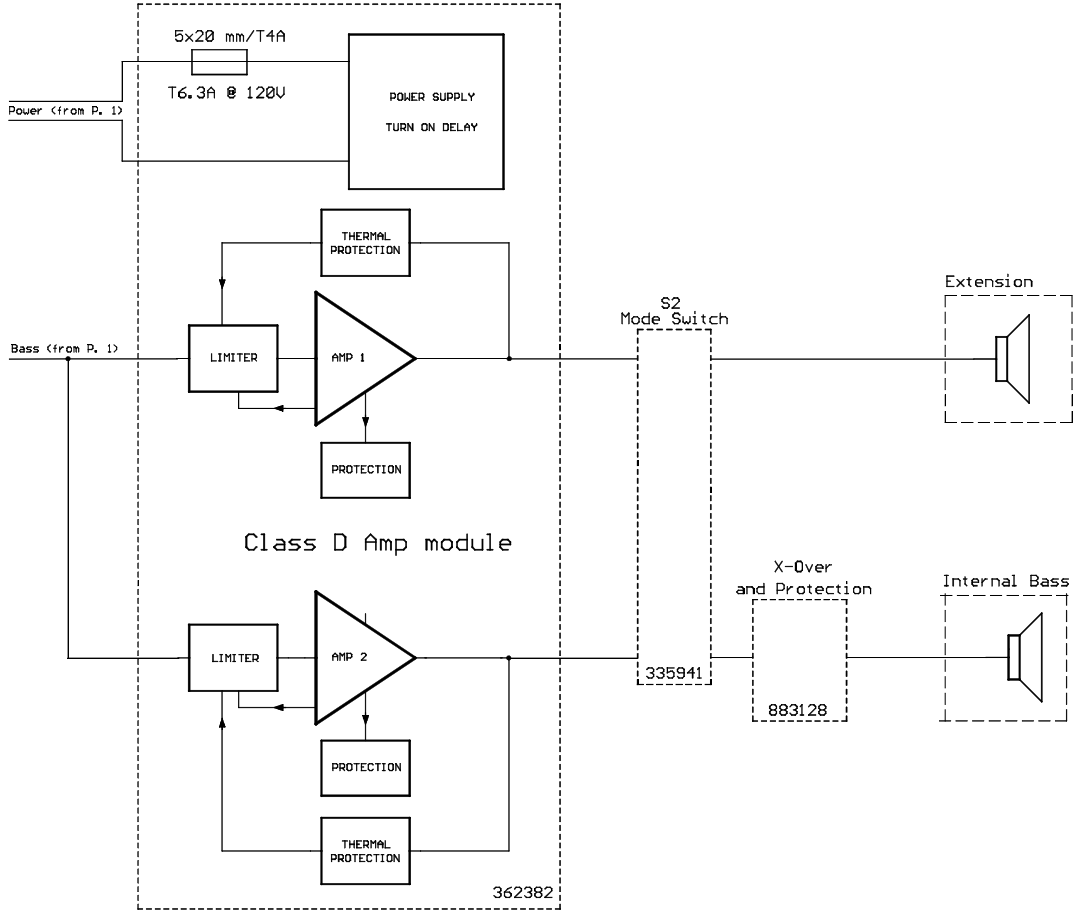 5x20 mm/T4A
T6.3A @ 120V
Power (from P. 1)
POWER SUPPLY
TURN ON DELAY
THERMAL
PROTECTION
Bass (from P. 1)
LIMITER
AMP 1
PROTECTION
S2
Mode Switch
Extension
Class D Amp module
X-Over
and Protection
Internal Bass
LIMITER
AMP 2
335941
883128
PROTECTION
THERMAL
PROTECTION
362382